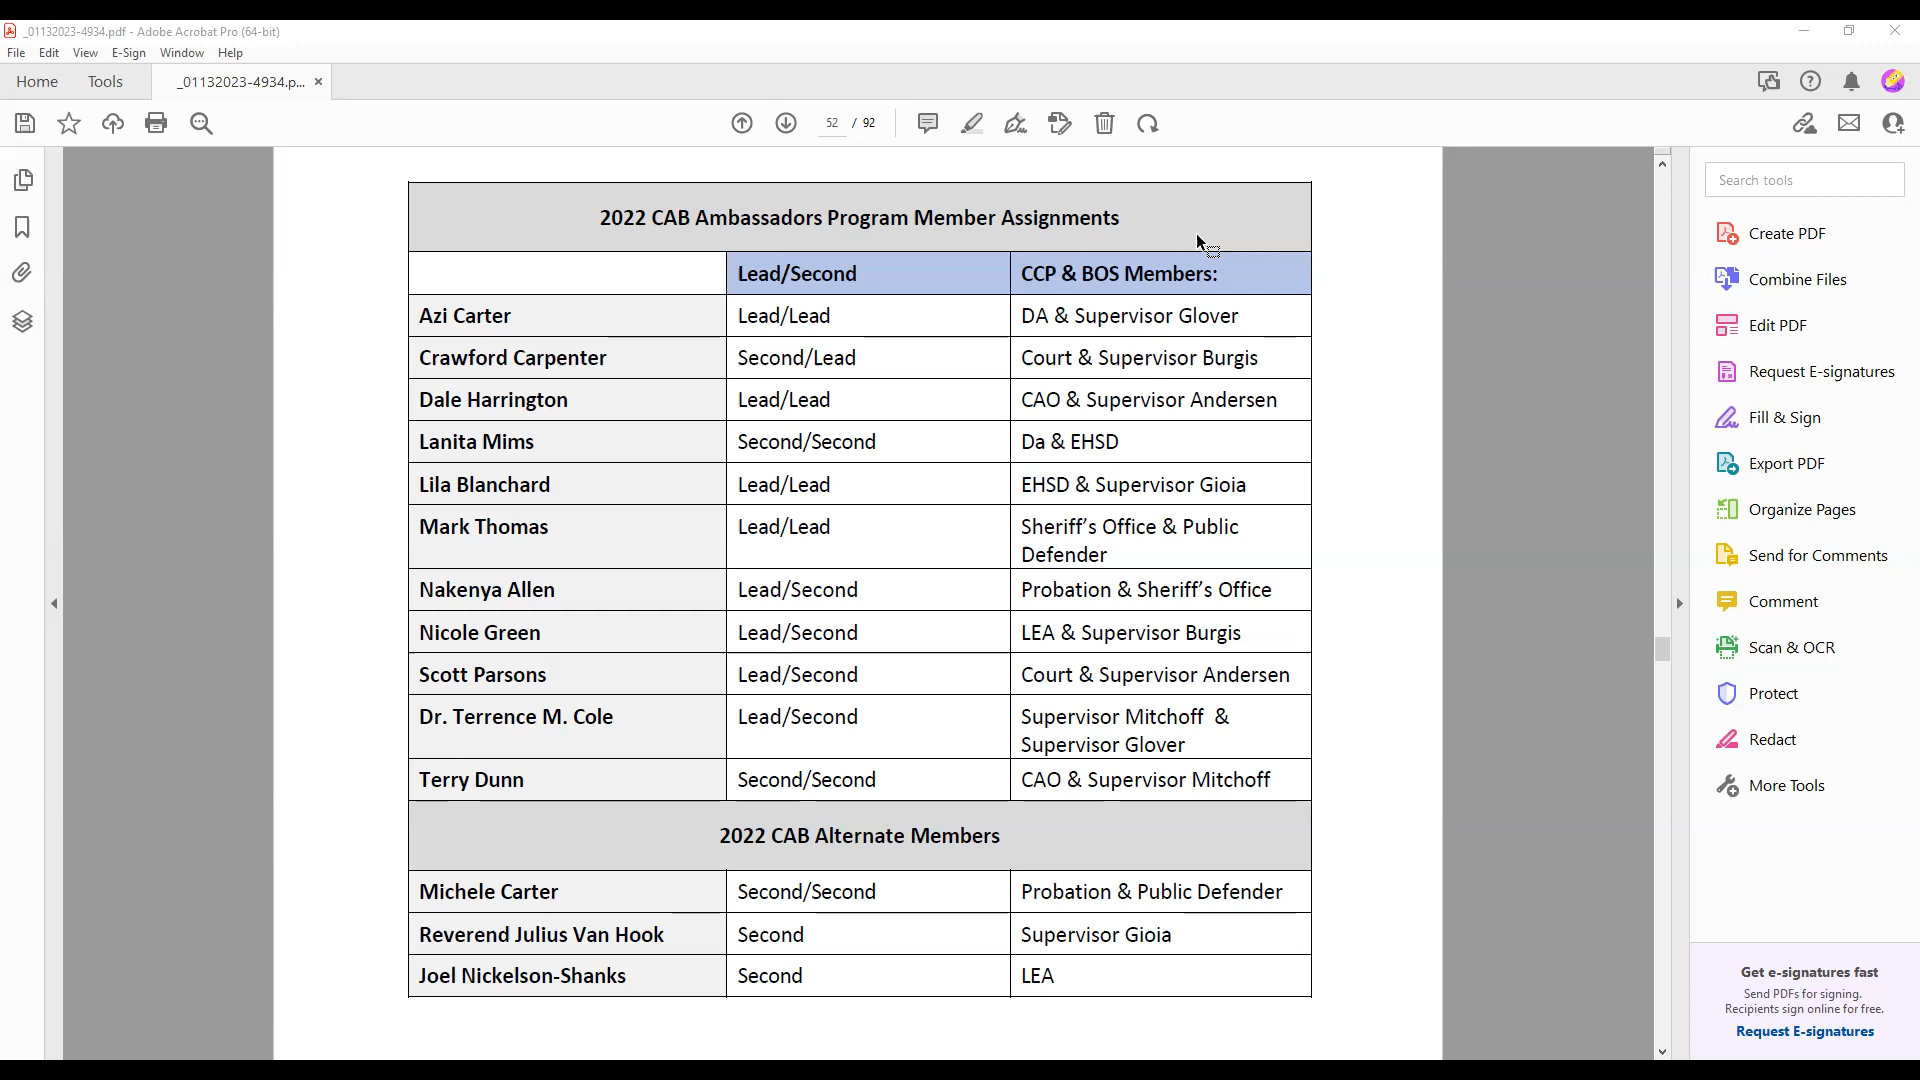 _01132023-4934.pdf - Adobe Acrobat Pro (64-bit)
File Edit View E-Sign Window Help
Home Tools _01132023-4934.p... ×
52 / 92
Search tools
2022 CAB Ambassadors Program Member Assignments
Lead/Second CCP & BOS Members:
Azi Carter Lead/Lead DA & Supervisor Glover
Crawford Carpenter Second/Lead Court & Supervisor Burgis
Dale Harrington Lead/Lead CAO & Supervisor Andersen
Lanita Mims Second/Second Da & EHSD
Lila Blanchard Lead/Lead EHSD & Supervisor Gioia
Mark Thomas Lead/Lead Sheriff’s Office & Public
Defender
Nakenya Allen Lead/Second Probation & Sheriff’s Office
Nicole Green Lead/Second LEA & Supervisor Burgis
Scott Parsons Lead/Second Court & Supervisor Andersen
Dr. Terrence M. Cole Lead/Second Supervisor Mitchoff &
Supervisor Glover
Terry Dunn Second/Second CAO & Supervisor Mitchoff
2022 CAB Alternate Members
Michele Carter Second/Second Probation & Public Defender
Reverend Julius Van Hook Second Supervisor Gioia
Joel Nickelson-Shanks Second LEA
Create PDF
Combine Files
Edit PDF
Request E-signatures
Fill & Sign
Export PDF
Organize Pages
Send for Comments
Comment
Scan & OCR
Protect
Redact
More Tools
Get e-signatures fast
Send PDFs for signing.
Recipients sign online for free.
Request E-signatures